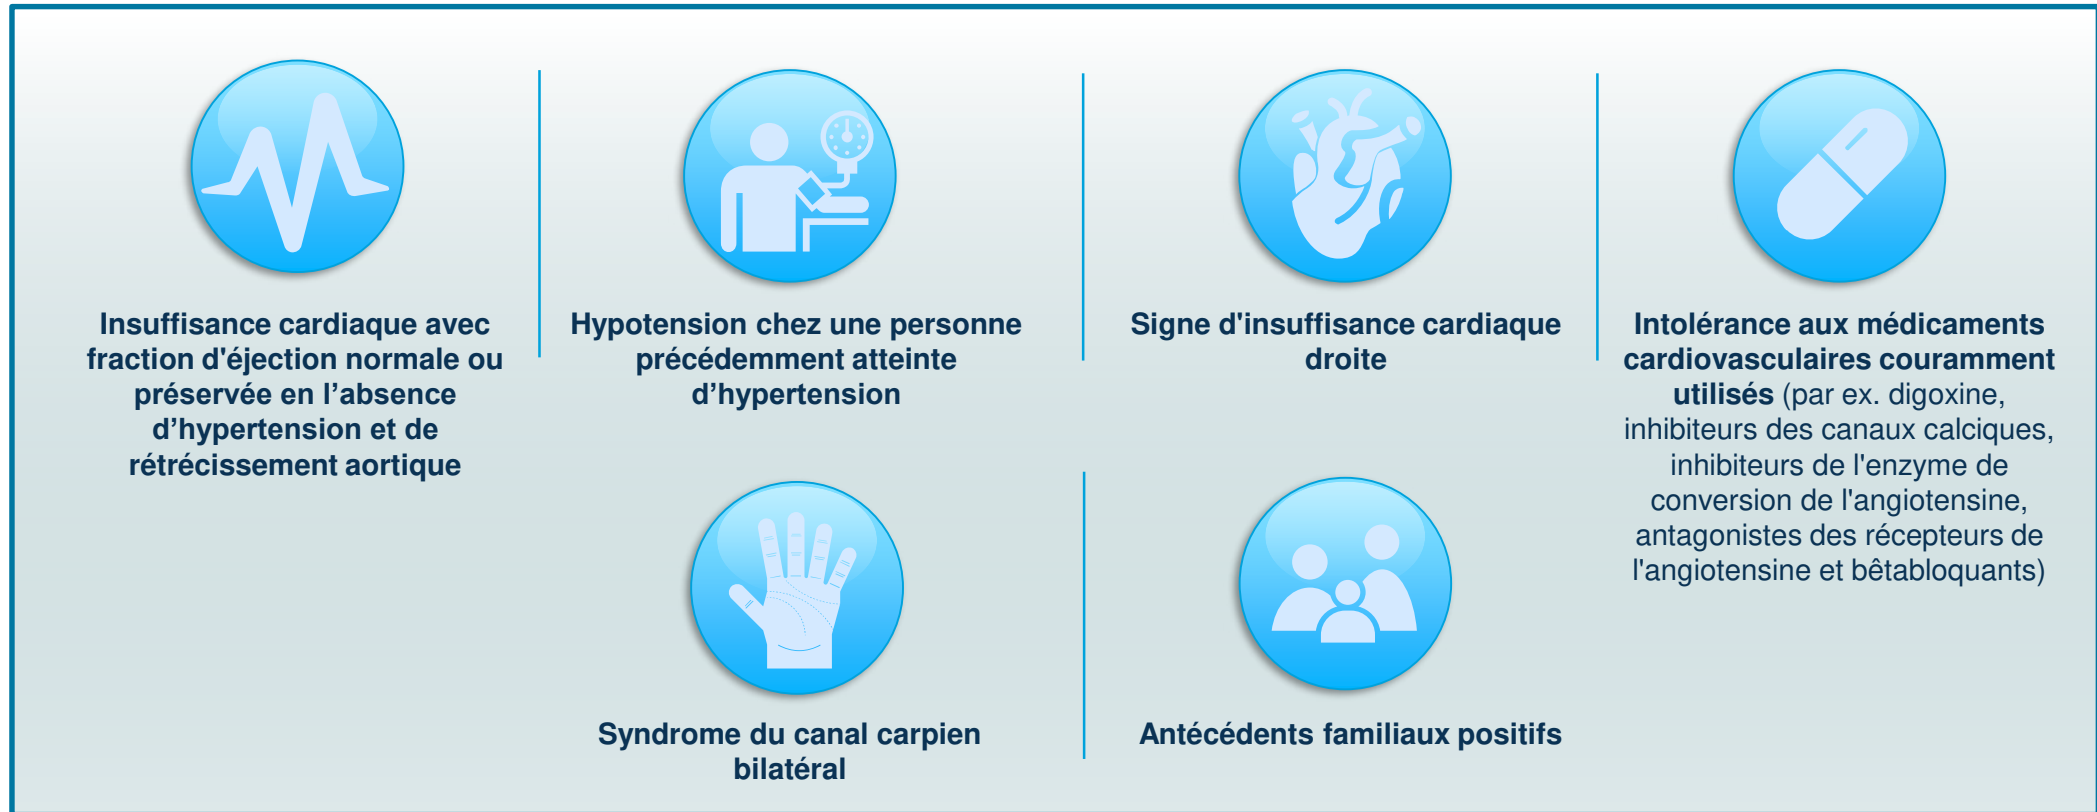 Insuffisance cardiaque avec
fraction d'éjection normale ou
préservée en l’absence
d’hypertension et de
rétrécissement aortique
Hypotension chez une personne
précédemment atteinte
d’hypertension
Signe d'insuffisance cardiaque
droite
Intolérance aux médicaments
cardiovasculaires couramment
utilisés (par ex. digoxine,
inhibiteurs des canaux calciques,
inhibiteurs de l'enzyme de
conversion de l'angiotensine,
antagonistes des récepteurs de
l'angiotensine et bêtabloquants)
Syndrome du canal carpien
bilatéral
Antécédents familiaux positifs